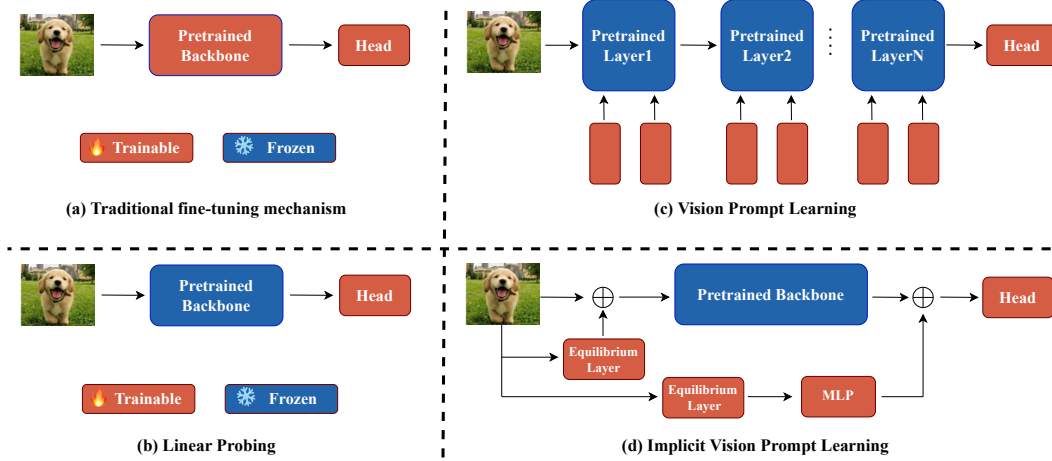 Pretrained
Backbone
Head
Trainable
Frozen
(a) Traditional fine-tuning mechanism
Pretrained
Layer1
Pretrained
Layer2
Pretrained
LayerN
Head
(c) Vision Prompt Learning
Pretrained
Backbone
Head
Trainable
Frozen
(b) Linear Probing
Pretrained Backbone
Head
Equilibrium
Layer
Equilibrium
Layer
MLP
(d) Implicit Vision Prompt Learning